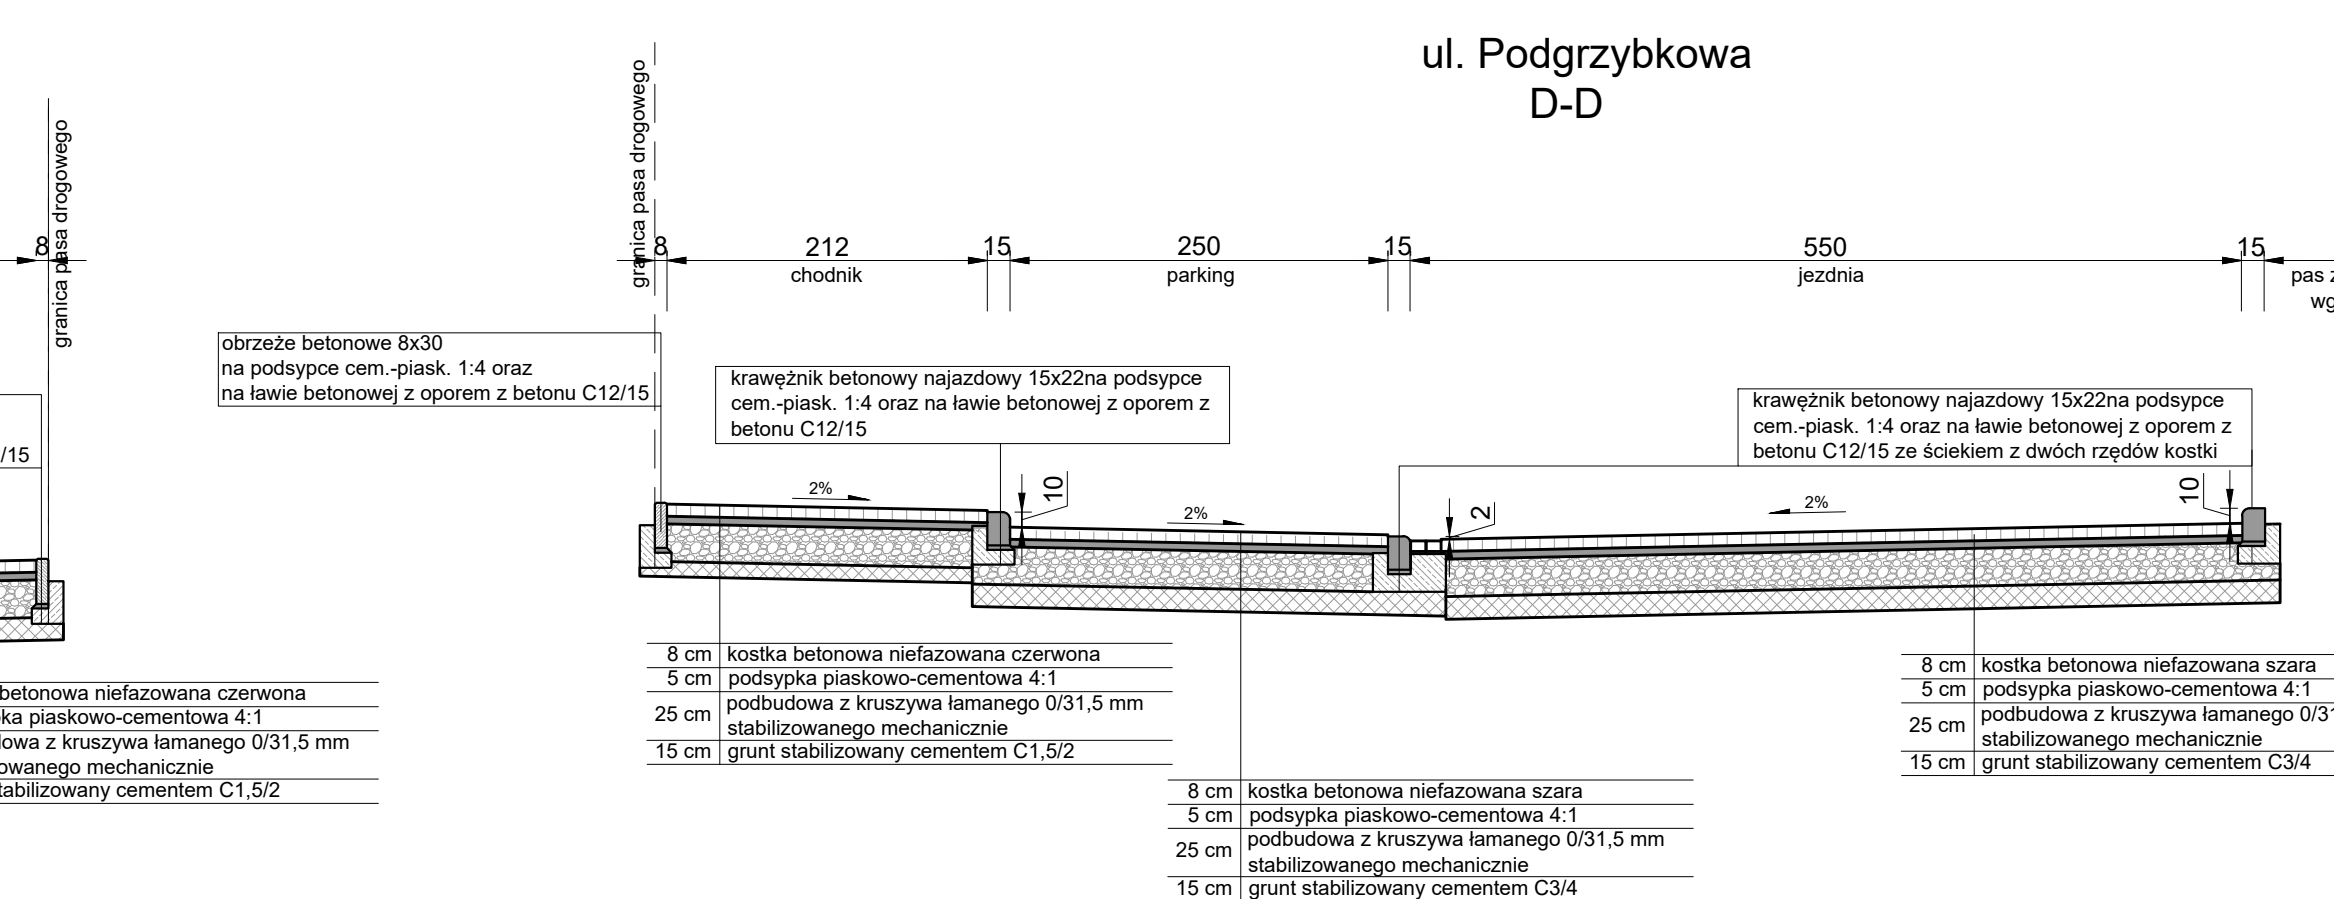 ul. Podgrzybkowa
D-D
granica pasa drogowego
granica pasa drogowego
8
8
212
15
250
15
550
15
chodnik
parking
jezdnia
pas
wg
obrzeże betonowe 8x30
na podsypce cem.-piask. 1:4 oraz
na ławie betonowej z oporem z betonu C12/15
krawężnik betonowy najazdowy 15x22na podsypce
cem.-piask. 1:4 oraz na ławie betonowej z oporem z
betonu C12/15
krawężnik betonowy najazdowy 15x22na podsypce
cem.-piask. 1:4 oraz na ławie betonowej z oporem z
betonu C12/15 ze ściekiem z dwóch rzędów kostki
/15
2%
10
2%
2
2%
10
betonowa niefazowana czerwona
ka piaskowo-cementowa 4:1
owa z kruszywa łamanego 0/31,5 mm
owanego mechanicznie
tabilizowany cementem C1,5/2
8 cm kostka betonowa niefazowana czerwona
5 cm podsypka piaskowo-cementowa 4:1
25 cm podbudowa z kruszywa łamanego 0/31,5 mm
stabilizowanego mechanicznie
15 cm grunt stabilizowany cementem C1,5/2
8 cm kostka betonowa niefazowana szara
5 cm podsypka piaskowo-cementowa 4:1
25 cm podbudowa z kruszywa łamanego 0/31,5 mm
stabilizowanego mechanicznie
15 cm grunt stabilizowany cementem C3/4
8 cm kostka betonowa niefazowana szara
5 cm podsypka piaskowo-cementowa 4:1
25 cm podbudowa z kruszywa łamanego 0/31
stabilizowanego mechanicznie
15 cm grunt stabilizowany cementem C3/4